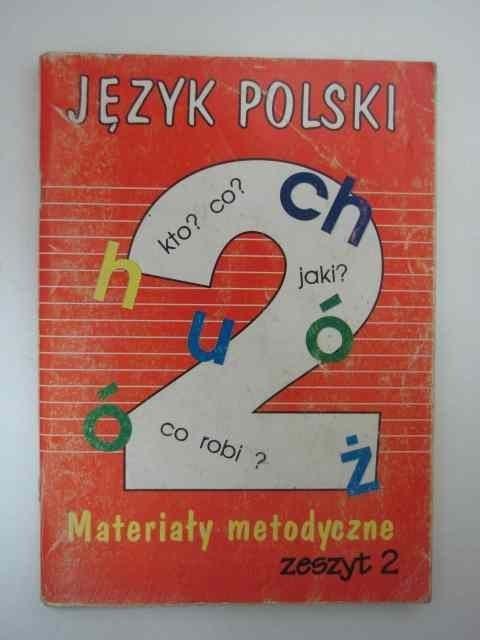 JĘZYK POLSKI
2
kto? co?
ch
h
jaki?
u
ó
ó
co robi ?
ż
Materiały metodyczne
zeszyt 2